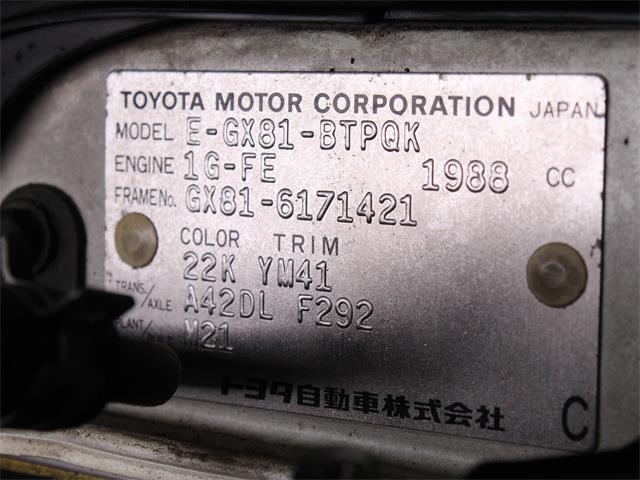 TOYOTA MOTOR CORPORATION JAPAN
MODEL E-GX81-BTPQK
ENGINE 1G-FE 1988 CC
FRAME No. GX81-6171421
COLOR TRIM
22K YM41
TRANS./AXLE A42DL F292
PLANT/ M21
トヨタ自動車株式会社 C